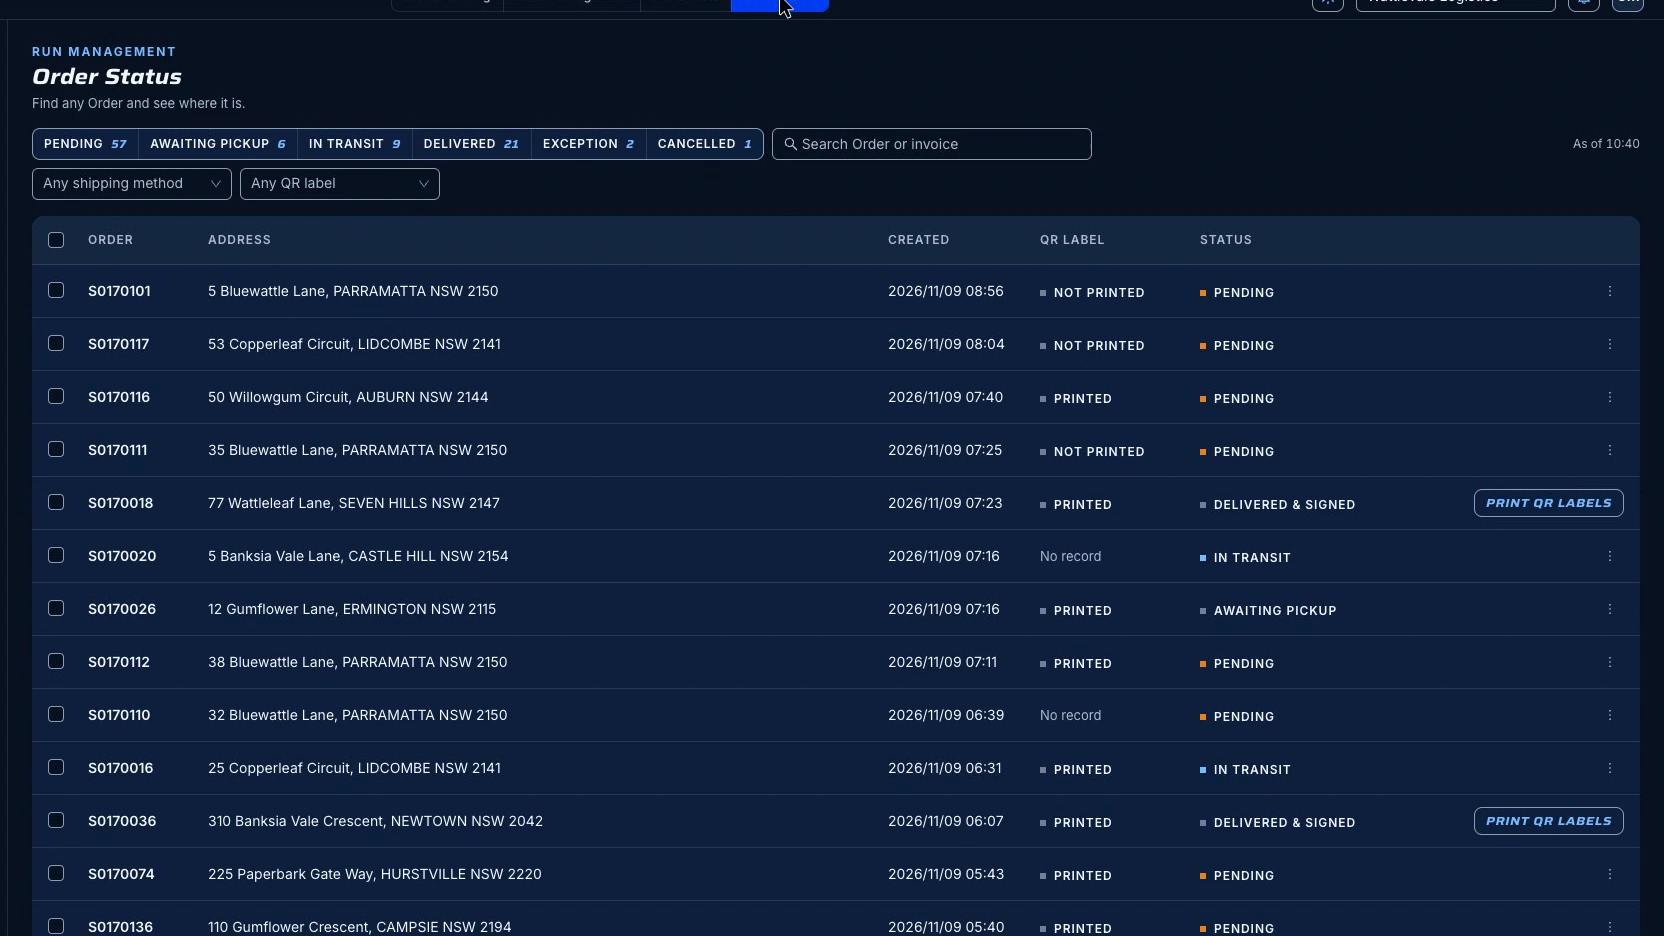 RUN MANAGEMENT
Order Status
Find any Order and see where it is.
PENDING 57 AWAITING PICKUP 6 IN TRANSIT 9 DELIVERED 21 EXCEPTION 2 CANCELLED 1 Search Order or invoice As of 10:40
Any shipping method Any QR label
ORDER ADDRESS CREATED QR LABEL STATUS
S0170101 5 Bluewattle Lane, PARRAMATTA NSW 2150 2026/11/09 08:56 NOT PRINTED PENDING
S0170117 53 Copperleaf Circuit, LIDCOMBE NSW 2141 2026/11/09 08:04 NOT PRINTED PENDING
S0170116 50 Willowgum Circuit, AUBURN NSW 2144 2026/11/09 07:40 PRINTED PENDING
S0170111 35 Bluewattle Lane, PARRAMATTA NSW 2150 2026/11/09 07:25 NOT PRINTED PENDING
S0170018 77 Wattleleaf Lane, SEVEN HILLS NSW 2147 2026/11/09 07:23 PRINTED DELIVERED & SIGNED PRINT QR LABELS
S0170020 5 Banksia Vale Lane, CASTLE HILL NSW 2154 2026/11/09 07:16 No record IN TRANSIT
S0170026 12 Gumflower Lane, ERMINGTON NSW 2115 2026/11/09 07:16 PRINTED AWAITING PICKUP
S0170112 38 Bluewattle Lane, PARRAMATTA NSW 2150 2026/11/09 07:11 PRINTED PENDING
S0170110 32 Bluewattle Lane, PARRAMATTA NSW 2150 2026/11/09 06:39 No record PENDING
S0170016 25 Copperleaf Circuit, LIDCOMBE NSW 2141 2026/11/09 06:31 PRINTED IN TRANSIT
S0170036 310 Banksia Vale Crescent, NEWTOWN NSW 2042 2026/11/09 06:07 PRINTED DELIVERED & SIGNED PRINT QR LABELS
S0170074 225 Paperbark Gate Way, HURSTVILLE NSW 2220 2026/11/09 05:43 PRINTED PENDING
S0170136 110 Gumflower Crescent, CAMPSIE NSW 2194 2026/11/09 05:40 PRINTED PENDING